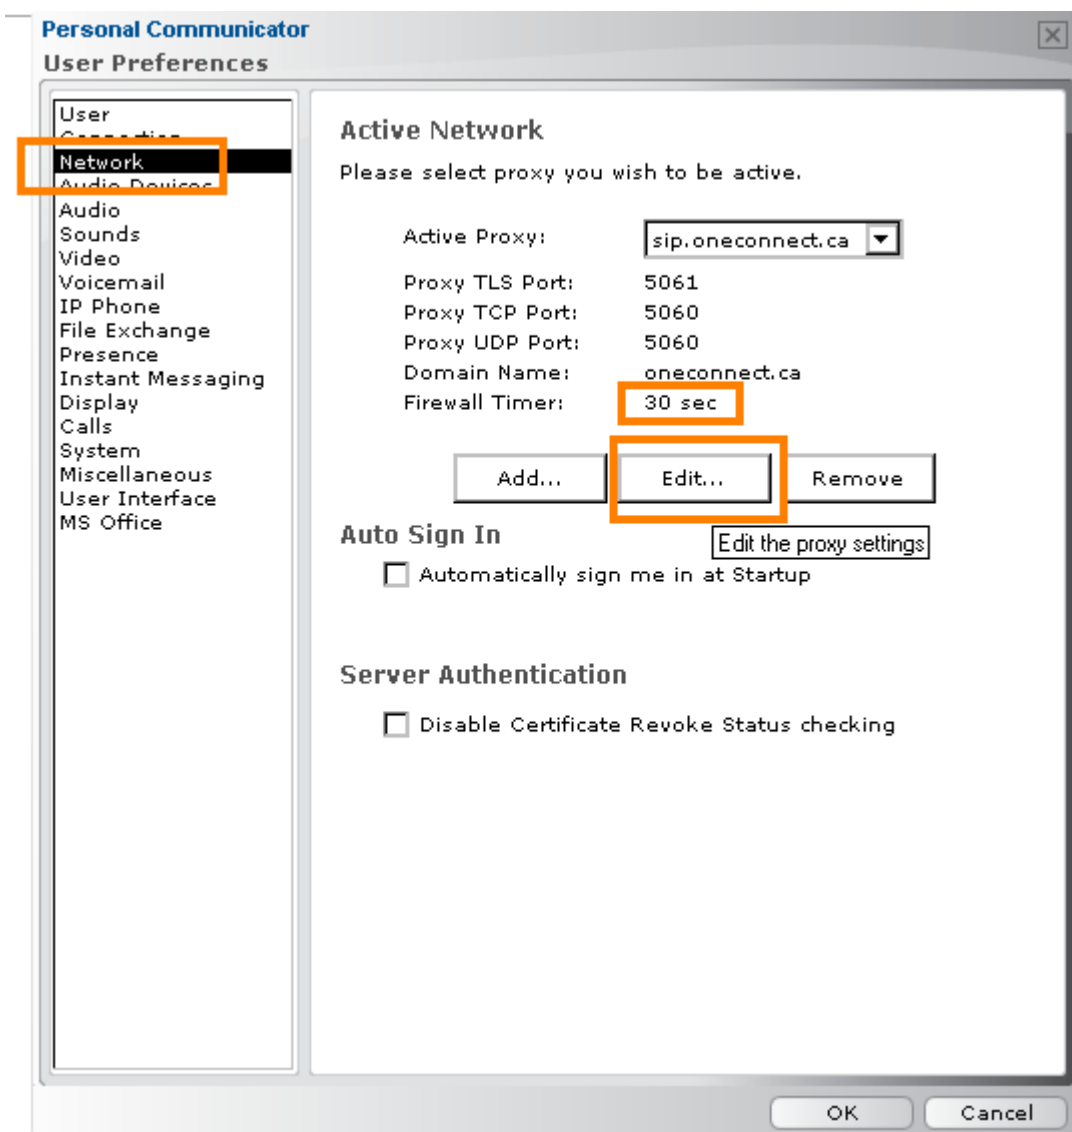 Personal Communicator
User Preferences
User
Connection
Network
Audio Devices
Audio
Sounds
Video
Voicemail
IP Phone
File Exchange
Presence
Instant Messaging
Display
Calls
System
Miscellaneous
User Interface
MS Office
Active Network
Please select proxy you wish to be active.
Active Proxy: sip.oneconnect.ca
Proxy TLS Port: 5061
Proxy TCP Port: 5060
Proxy UDP Port: 5060
Domain Name: oneconnect.ca
Firewall Timer: 30 sec
Add... Edit... Remove
Edit the proxy settings
Auto Sign In
Automatically sign me in at Startup
Server Authentication
Disable Certificate Revoke Status checking
OK Cancel